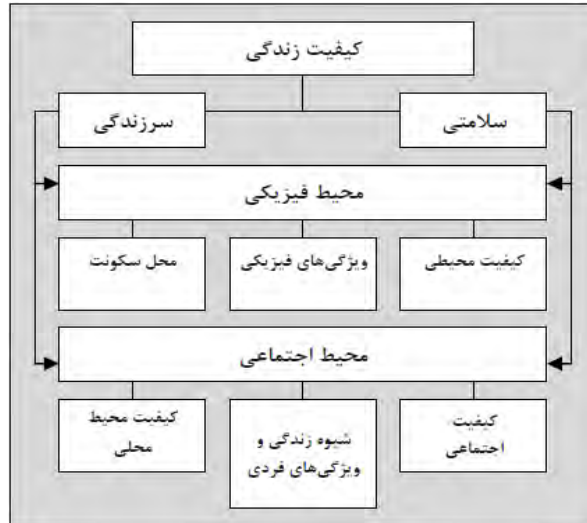 کیفیت زندگی
سلامتی
سرزندگی
محیط فیزیکی
کیفیت محیطی
ویژگی‌های فیزیکی
محل سکونت
محیط اجتماعی
کیفیت
اجتماعی
شیوه زندگی و
ویژگی‌های فردی
کیفیت محیط
محلی